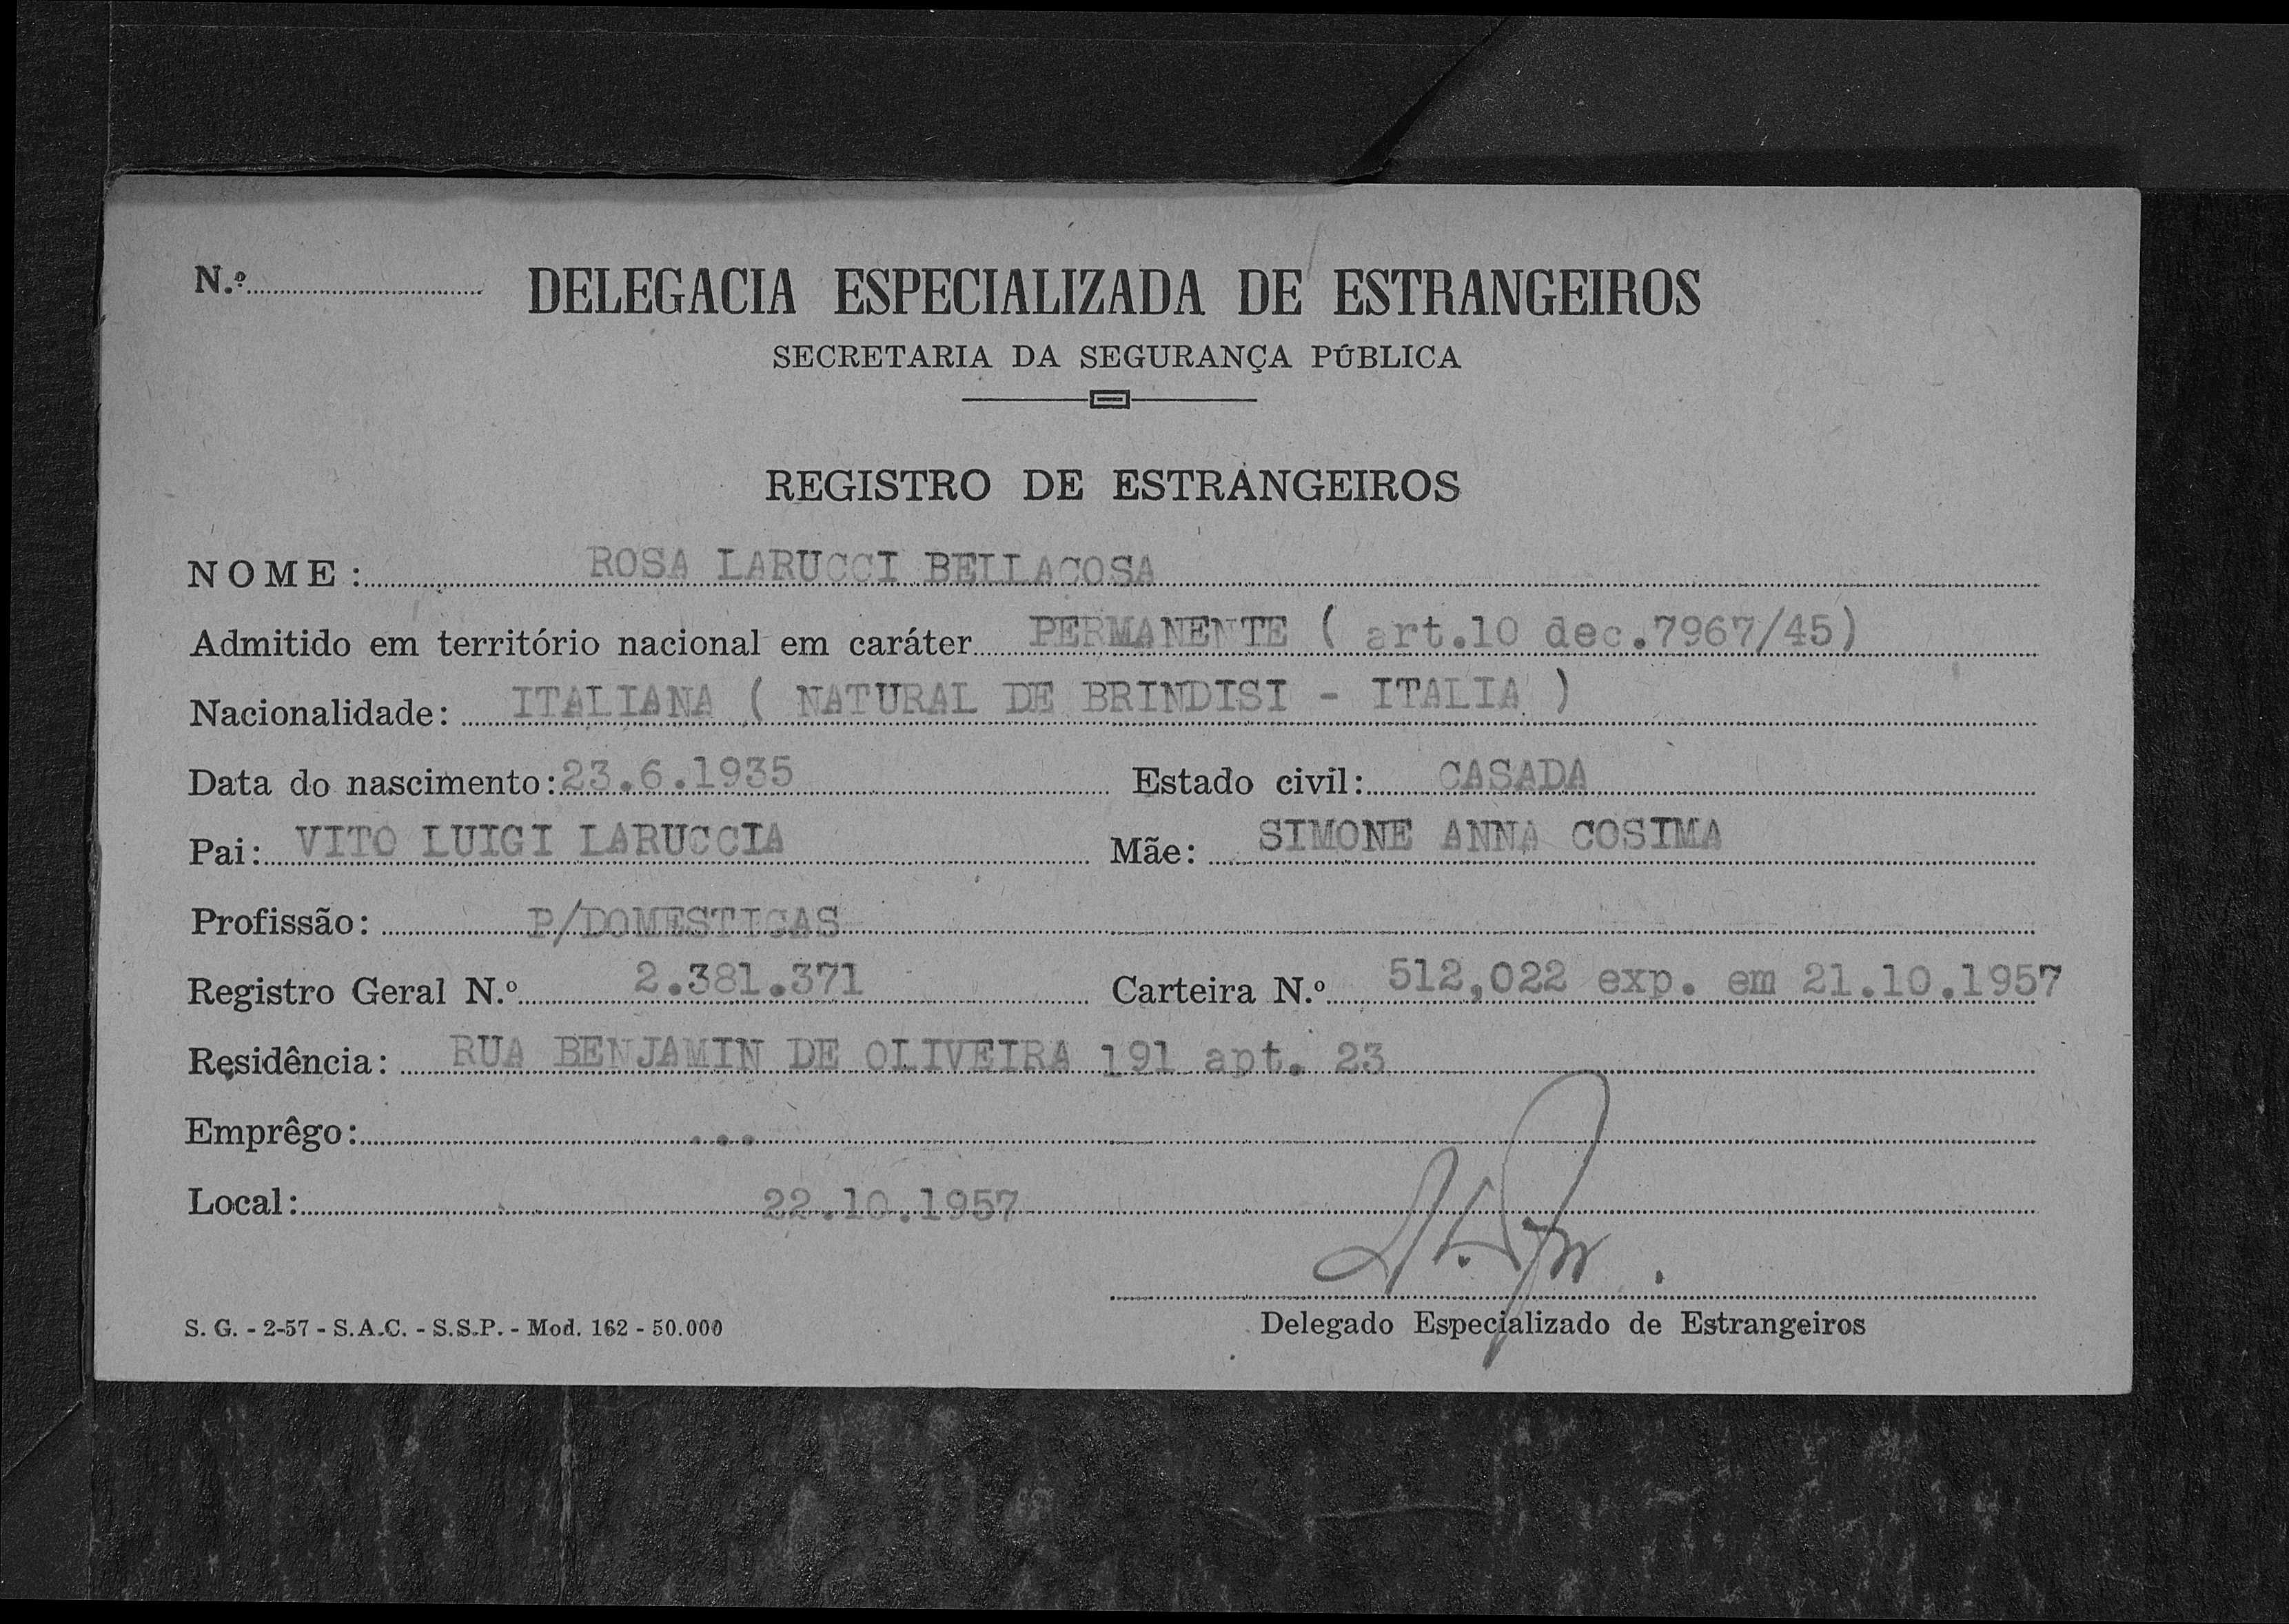 N.º DELEGACIA ESPECIALIZADA DE ESTRANGEIROS
SECRETARIA DA SEGURANÇA PÚBLICA
REGISTRO DE ESTRANGEIROS
NOME: ROSA LARUCCI BELLACOSA
Admitido em território nacional em caráter PERMANENTE ( art.10 dec.7967/45)
Nacionalidade: ITALIANA ( NATURAL DE BRINDISI - ITALIA )
Data do nascimento: 23.6.1935 Estado civil: CASADA
Pai: VITO LUIGI LARUCCIA Mãe: SIMONE ANNA COSIMA
Profissão: P/DOMESTICAS
Registro Geral N.º 2.381.371 Carteira N.º 512,022 exp. em 21.10.1957
Residência: RUA BENJAMIN DE OLIVEIRA 191 apt. 23
Emprêgo: ...
Local: 22.10.1957
S. G. - 2-57 - S.A.C. - S.S.P. - Mod. 162 - 50.000 Delegado Especializado de Estrangeiros